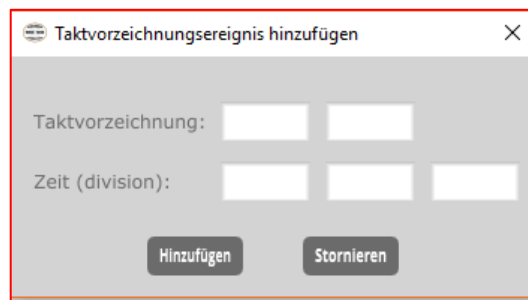 Taktvorzeichnungsereignis hinzufügen
Taktvorzeichnung:
Zeit (division):
Hinzufügen Stornieren